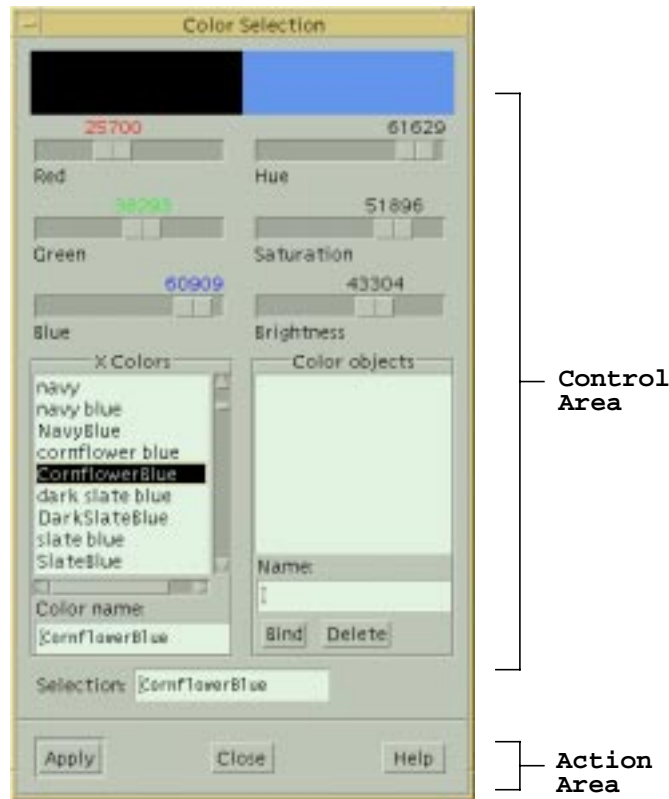 Color Selection
25700
61629
Red
Hue
38293
51896
Green
Saturation
60909
43304
Blue
Brightness
X Colors
Color objects
navy
navy blue
NavyBlue
cornflower blue
CornflowerBlue
dark slate blue
DarkSlateBlue
slate blue
SlateBlue
Name:
Color name:
CornflowerBlue
Bind
Delete
Selection: CornflowerBlue
Apply
Close
Help
Control
Area
Action
Area